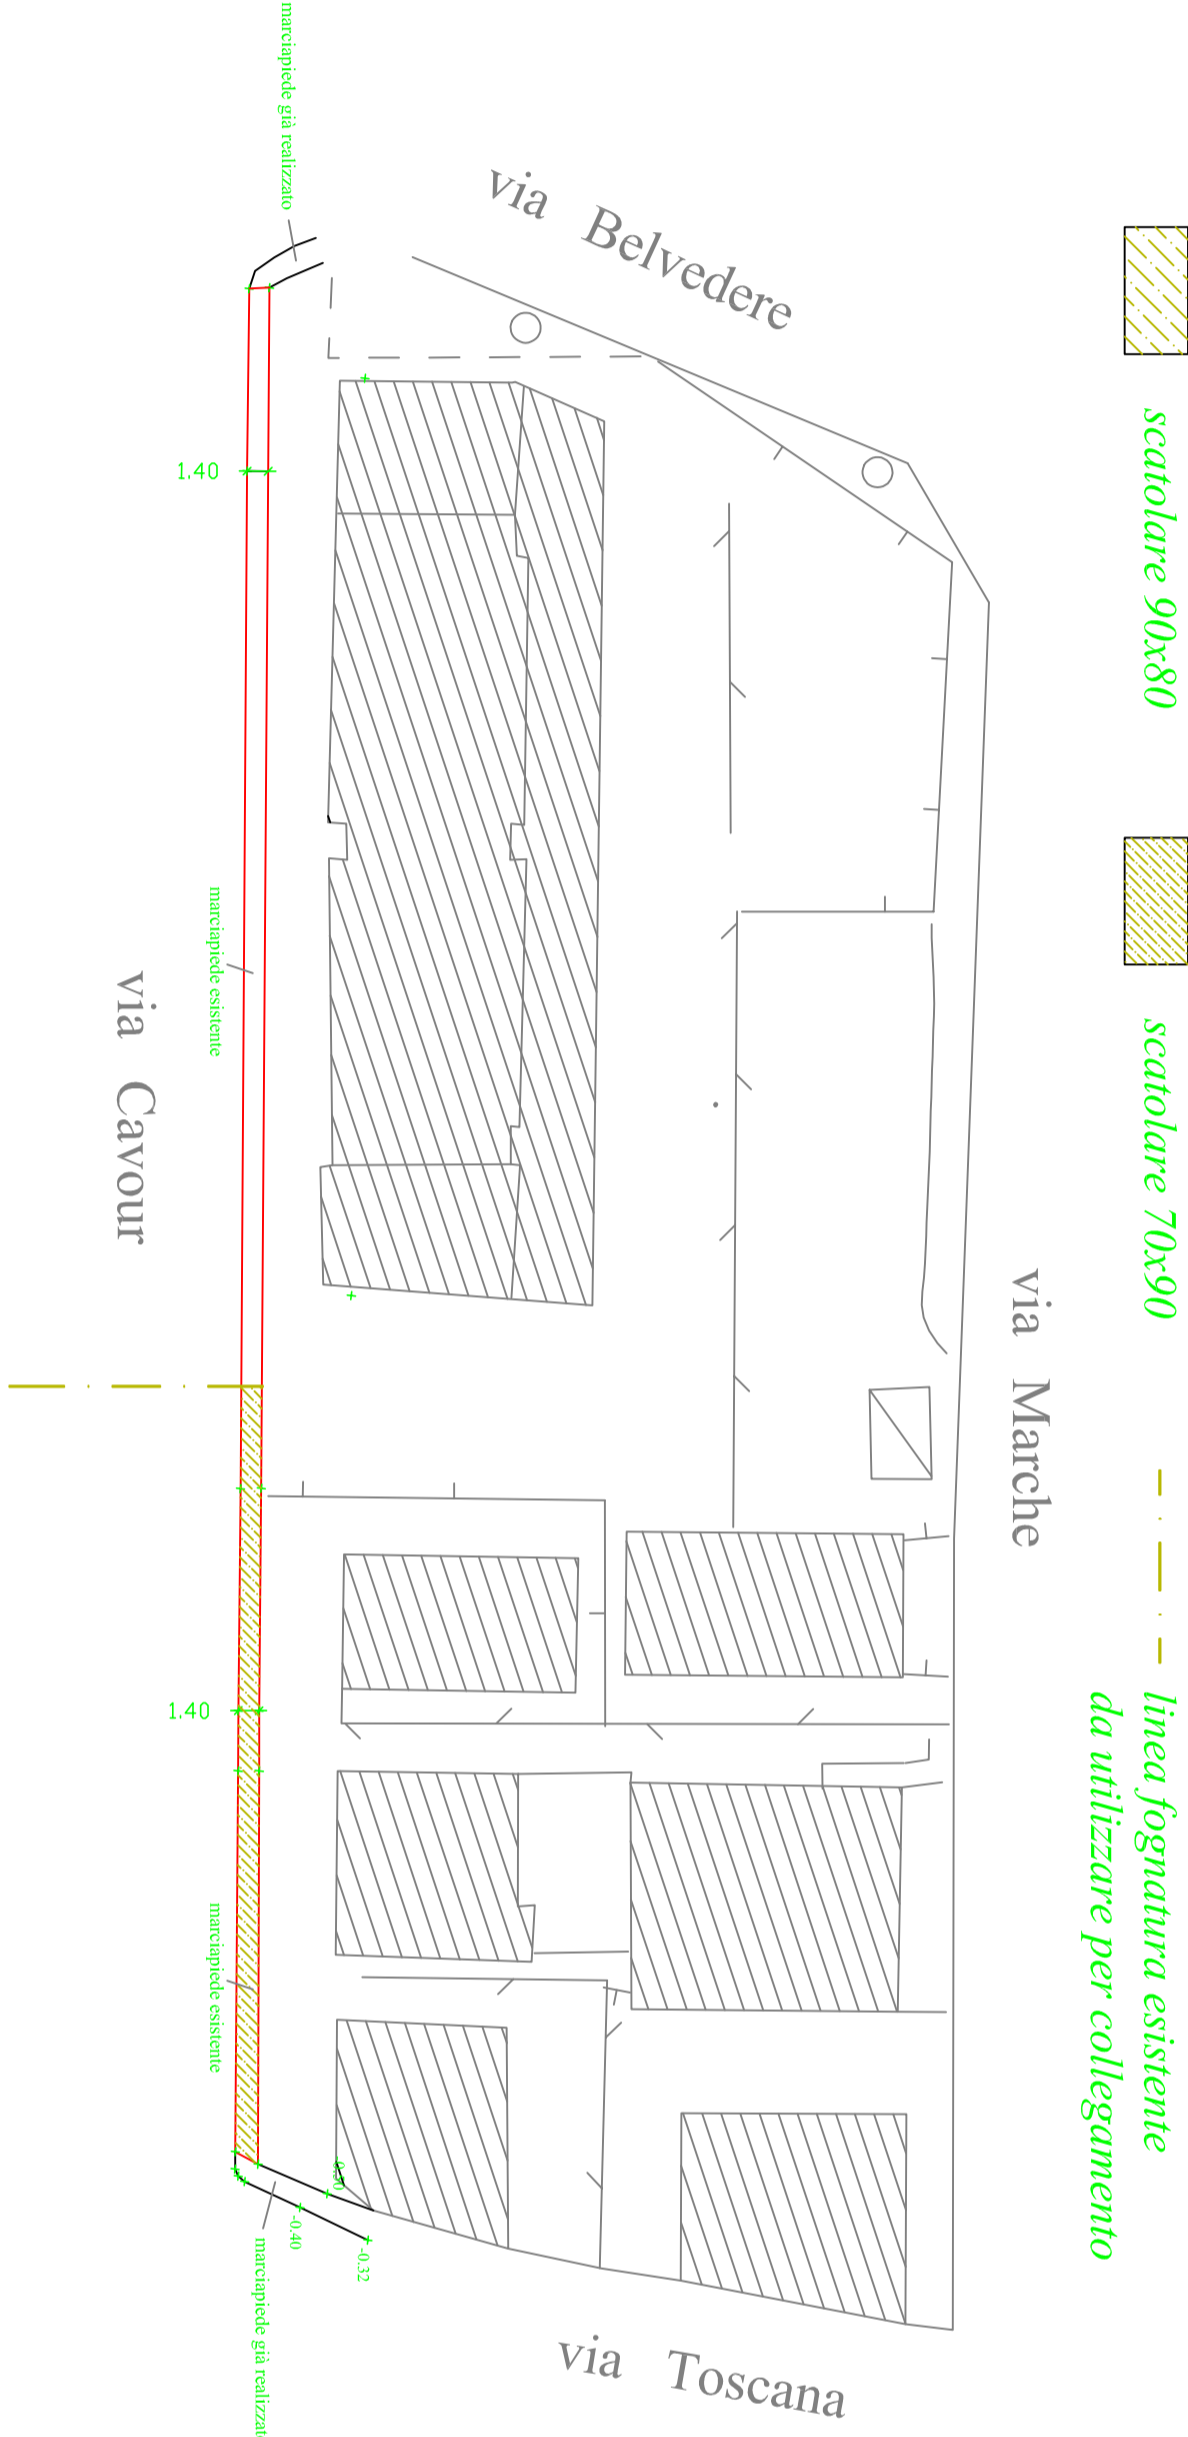 scatolare 90x80
scatolare 70x90
linea fognatura esistente
da utilizzare per collegamento
via Belvedere
via Marche
via Cavour
via Toscana
marciapiede già realizzato
1.40
marciapiede esistente
1.40
marciapiede esistente
-0.40
-0.32
marciapiede già realizzat